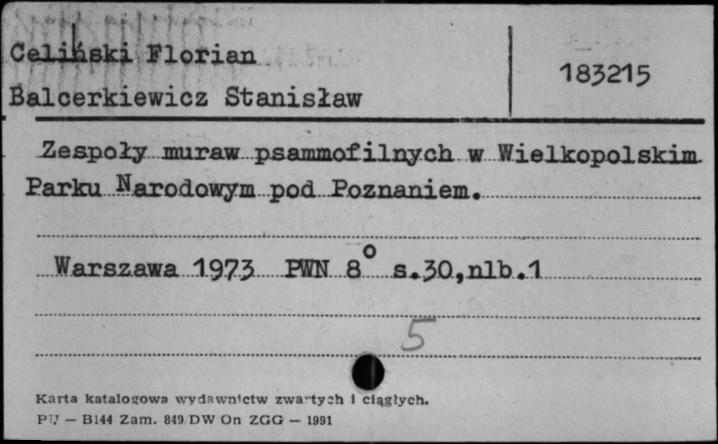 Celiński Florian
183215
Balcerkiewicz Stanisław
Zespoły muraw psammofilnych w Wielkopolskim
Parku Narodowym pod Poznaniem.
Warszawa 1973 PWN 8° s.30,nlb.1
5
Karta katalogowa wydawnictw zwartych i ciągłych.
PU — B144 Zam. 849/DW On ZGG — 1991